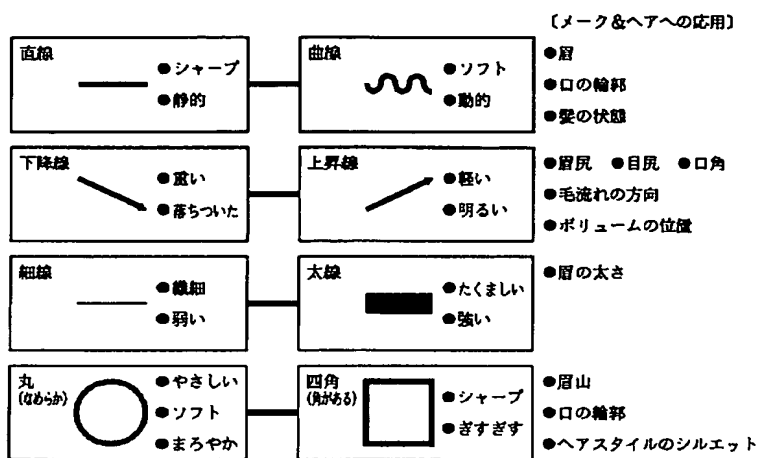 〔メーク&ヘアへの応用〕
直線
●シャープ
●静的
曲線
●ソフト
●動的
●眉
●口の輪郭
●髪の状態
下降線
●重い
●落ちついた
上昇線
●軽い
●明るい
●眉尻 ●目尻 ●口角
●毛流れの方向
●ボリュームの位置
細線
●繊細
●弱い
太線
●たくましい
●強い
●眉の太さ
丸
(なめらか)
●やさしい
●ソフト
●まろやか
四角
(角がある)
●シャープ
●ぎすぎす
●眉山
●口の輪郭
●ヘアスタイルのシルエット